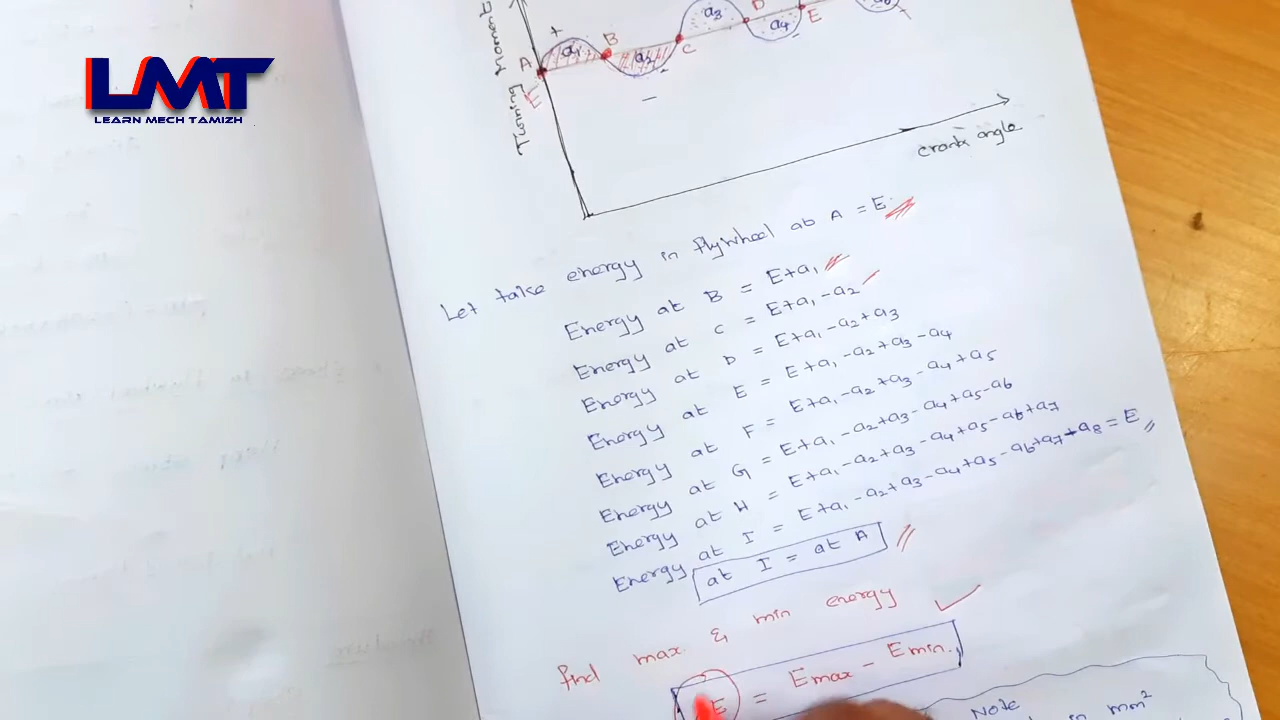 LMT
LEARN MECH TAMIZH
Turning Moment
A
E
+
a1
B
a2
-
C
a3
D
a4
-
E
-
crank angle
Let take energy in flywheel at A = E.
Energy at B = E+a1
Energy at C = E+a1-a2
Energy at D = E+a1-a2+a3
Energy at E = E+a1-a2+a3-a4
Energy at F = E+a1-a2+a3-a4+a5
Energy at G = E+a1-a2+a3-a4+a5-a6
Energy at H = E+a1-a2+a3-a4+a5-a6+a7
Energy at I = E+a1-a2+a3-a4+a5-a6+a7+a8 = E
at I = at A
find max. & min energy
E = Emax - Emin.
Note
in mm2